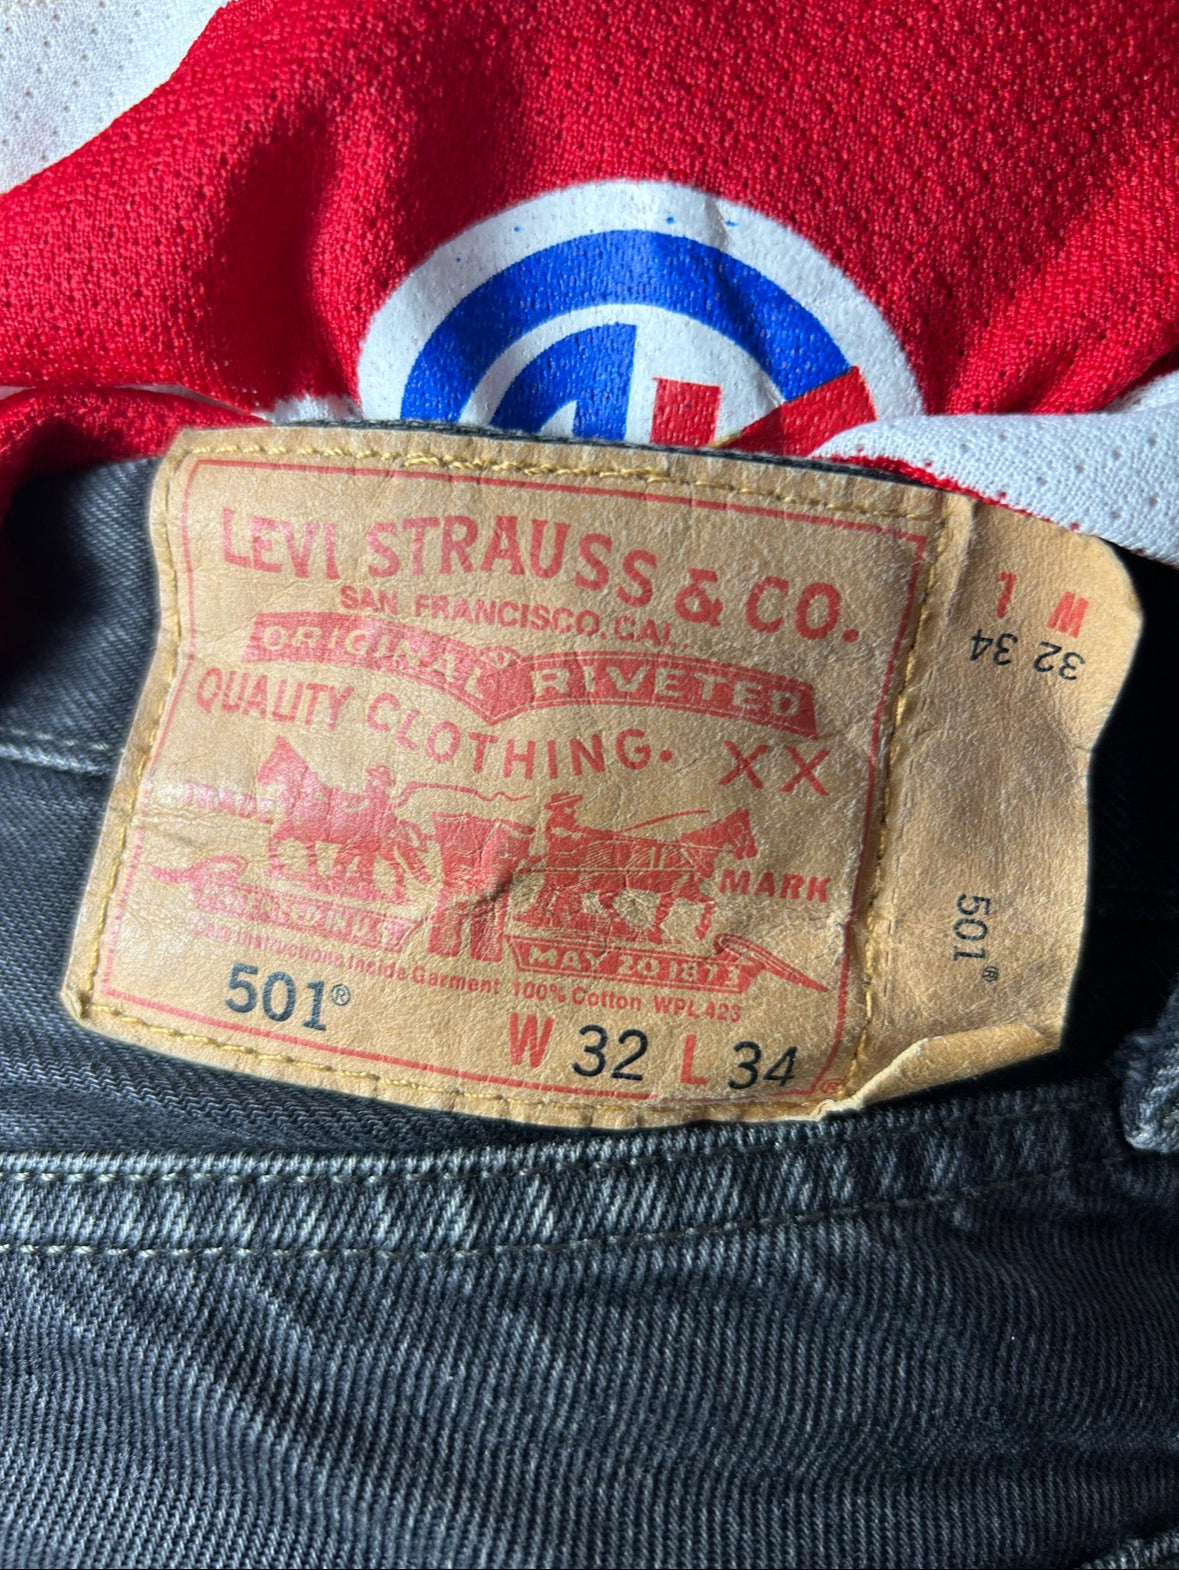 LEVI STRAUSS & CO.
SAN FRANCISCO, CAL.
ORIGINAL RIVETED
QUALITY CLOTHING. XX
TRADE MARK
MAY 20 1873
Care Instructions Inside Garment 100% Cotton WPL 423
501®
W 32 L 34
®
W L
32 34
501®